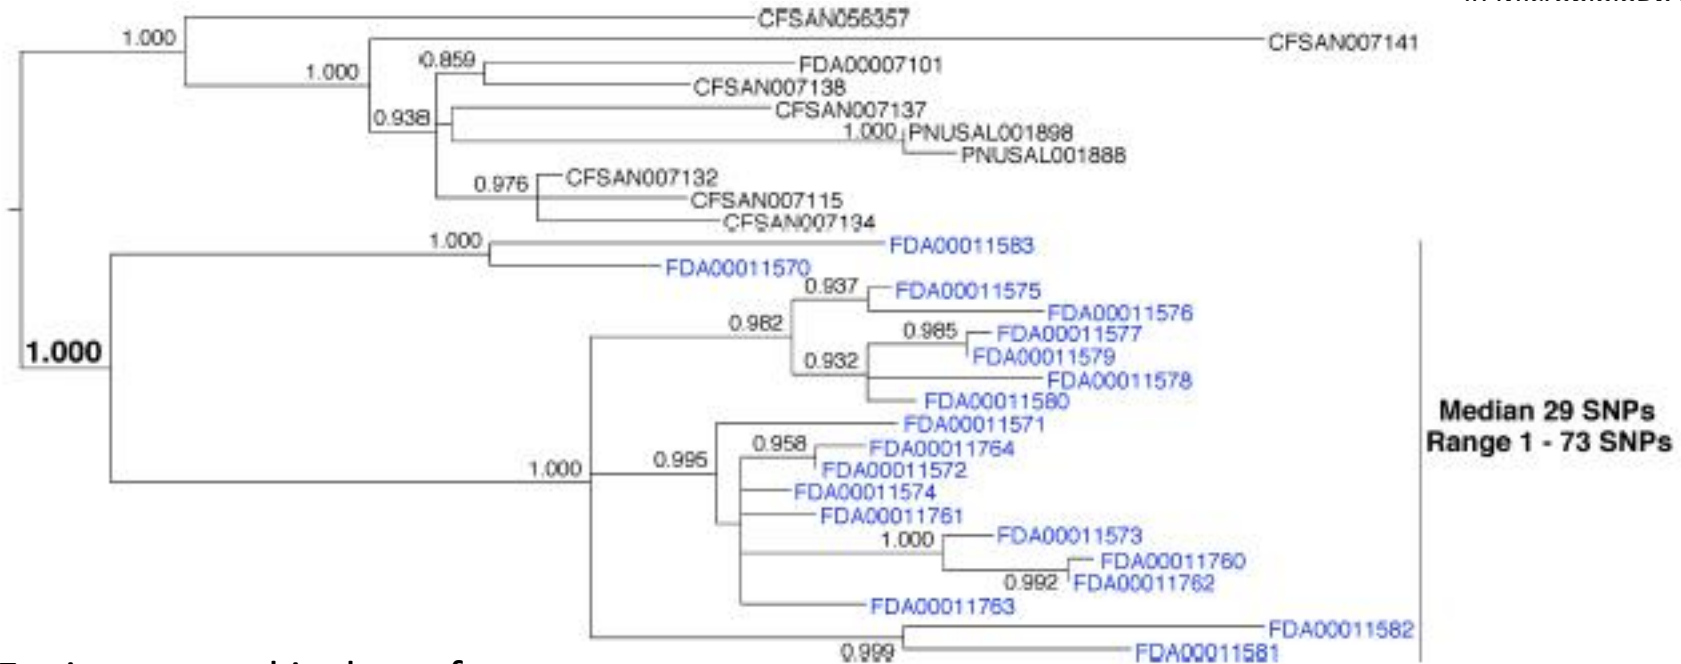 CFSAN056357
1.000
CFSAN007141
0.859
FDA00007101
1.000
CFSAN007138
CFSAN007137
0.938
1.000
PNUSAL001898
PNUSAL001888
CFSAN007132
0.976
CFSAN007115
CFSAN007134
1.000
FDA00011583
FDA00011570
0.937
FDA00011575
FDA00011576
0.982
0.985
FDA00011577
1.000
FDA00011579
0.932
FDA00011578
FDA00011580
Median 29 SNPs
Range 1 - 73 SNPs
FDA00011571
0.958
FDA00011764
0.995
1.000
FDA00011572
FDA00011574
FDA00011761
FDA00011573
1.000
FDA00011760
0.992
FDA00011762
FDA00011763
FDA00011582
0.999
FDA00011581